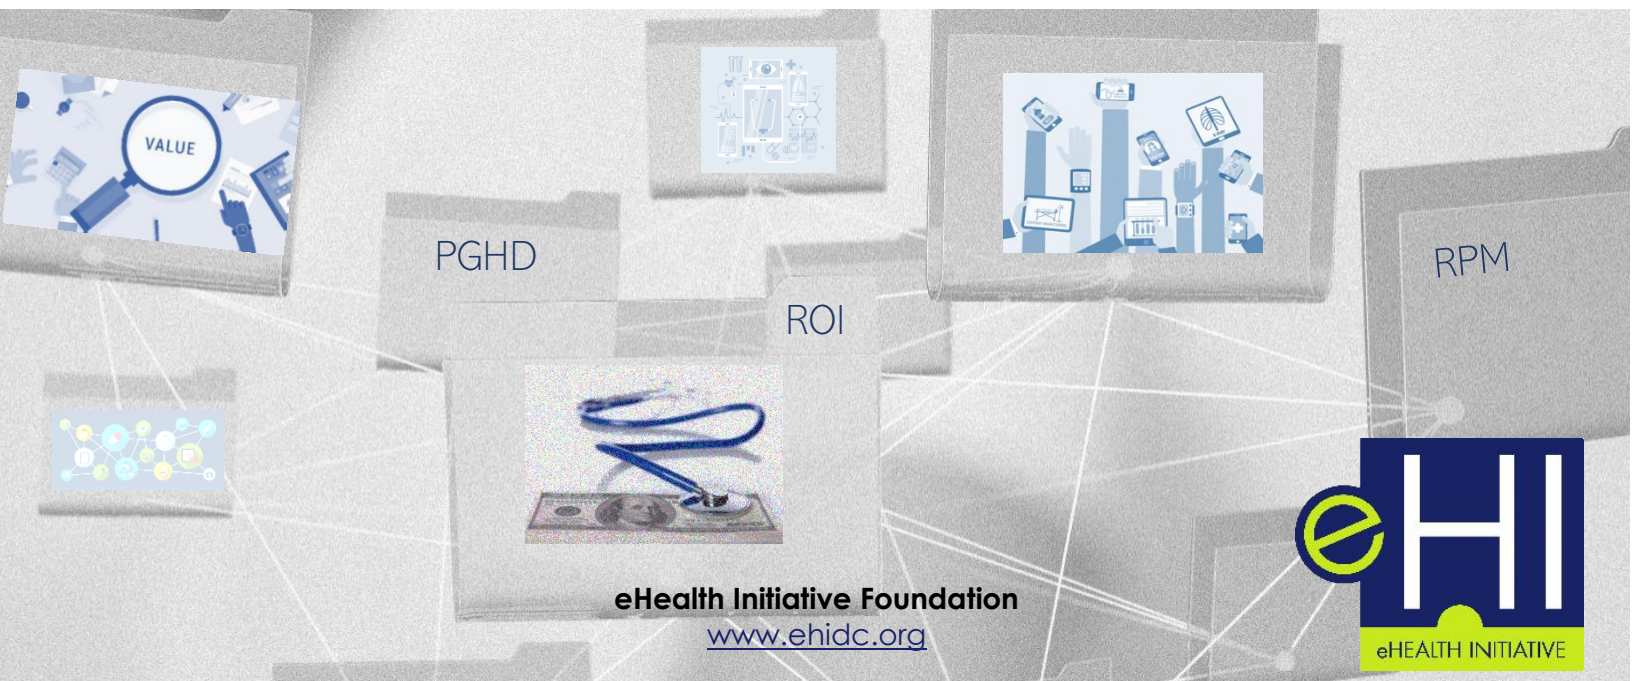 VALUE
PGHD
ROI
RPM
eHealth Initiative Foundation
www.ehidc.org
eHI
eHEALTH INITIATIVE